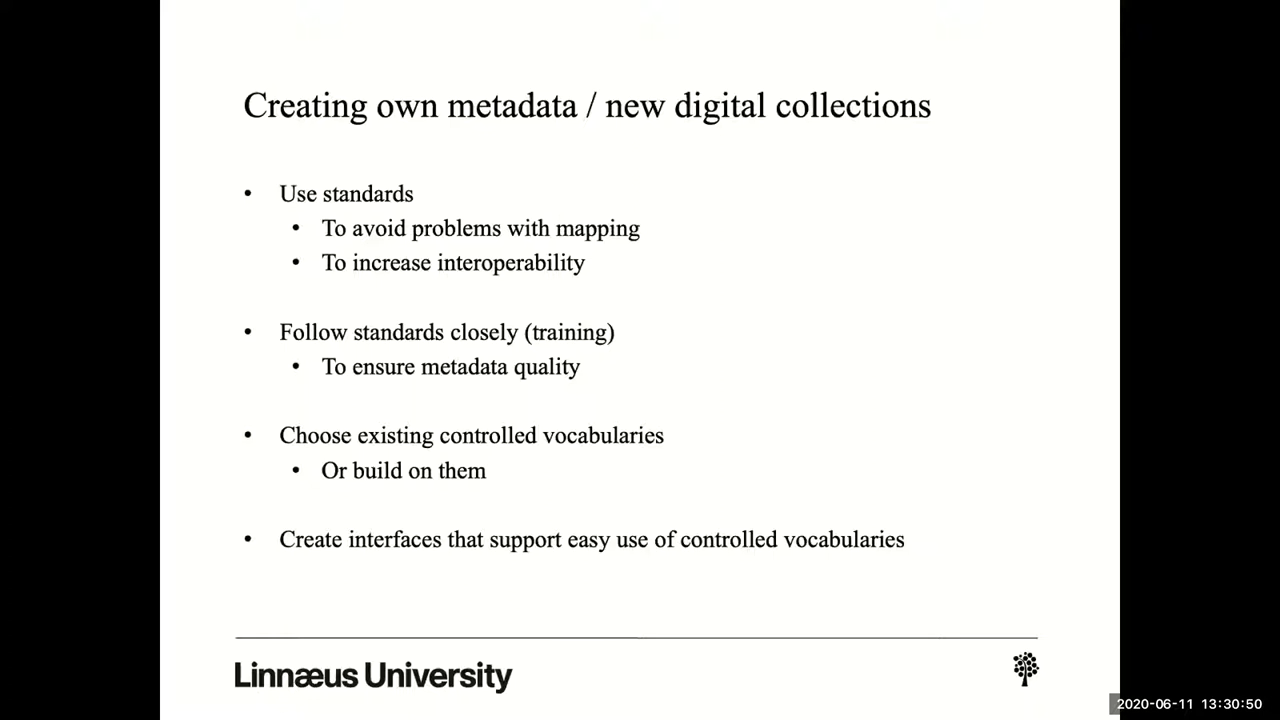 Creating own metadada / new digital collections
• Use standards
• To avoid problems with mapping
• To increase interoperability
• Follow standards closely (training)
• To ensure metadata quality
• Choose existing controlled vocabularies
• Or build on them
• Create interfaces that support easy use of controlled vocabularies
Linnæus University
2020-06-11 13:30:50